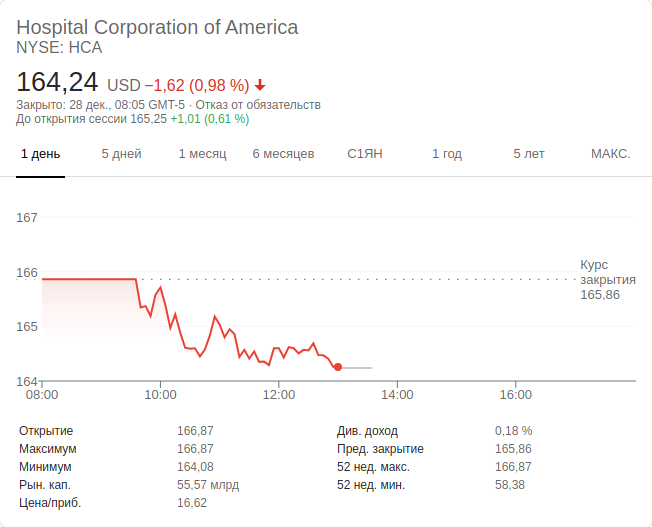 Hospital Corporation of America
NYSE: HCA
164,24 USD −1,62 (0,98 %)
Закрыто: 28 дек., 08:05 GMT-5 · Отказ от обязательств
До открытия сессии 165,25 +1,01 (0,61 %)
1 день 5 дней 1 месяц 6 месяцев С1ЯН 1 год 5 лет МАКС.
167
166
165
164
Курс
закрытия
165,86
08:00 10:00 12:00 14:00 16:00
Открытие 166,87 Див. доход 0,18 %
Максимум 166,87 Пред. закрытие 165,86
Минимум 164,08 52 нед. макс. 166,87
Рын. кап. 55,57 млрд 52 нед. мин. 58,38
Цена/приб. 16,62